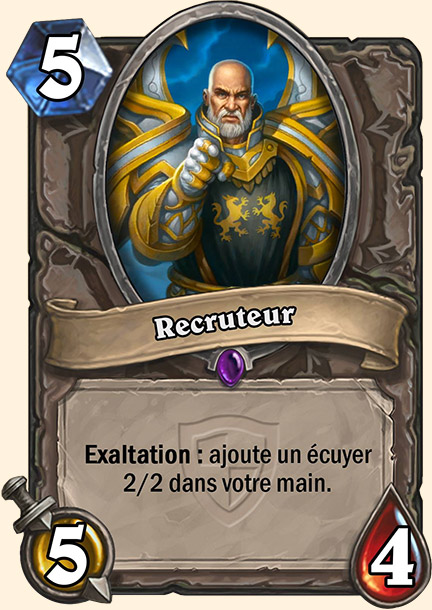 5
Recruteur
Exaltation : ajoute un écuyer
2/2 dans votre main.
5
4